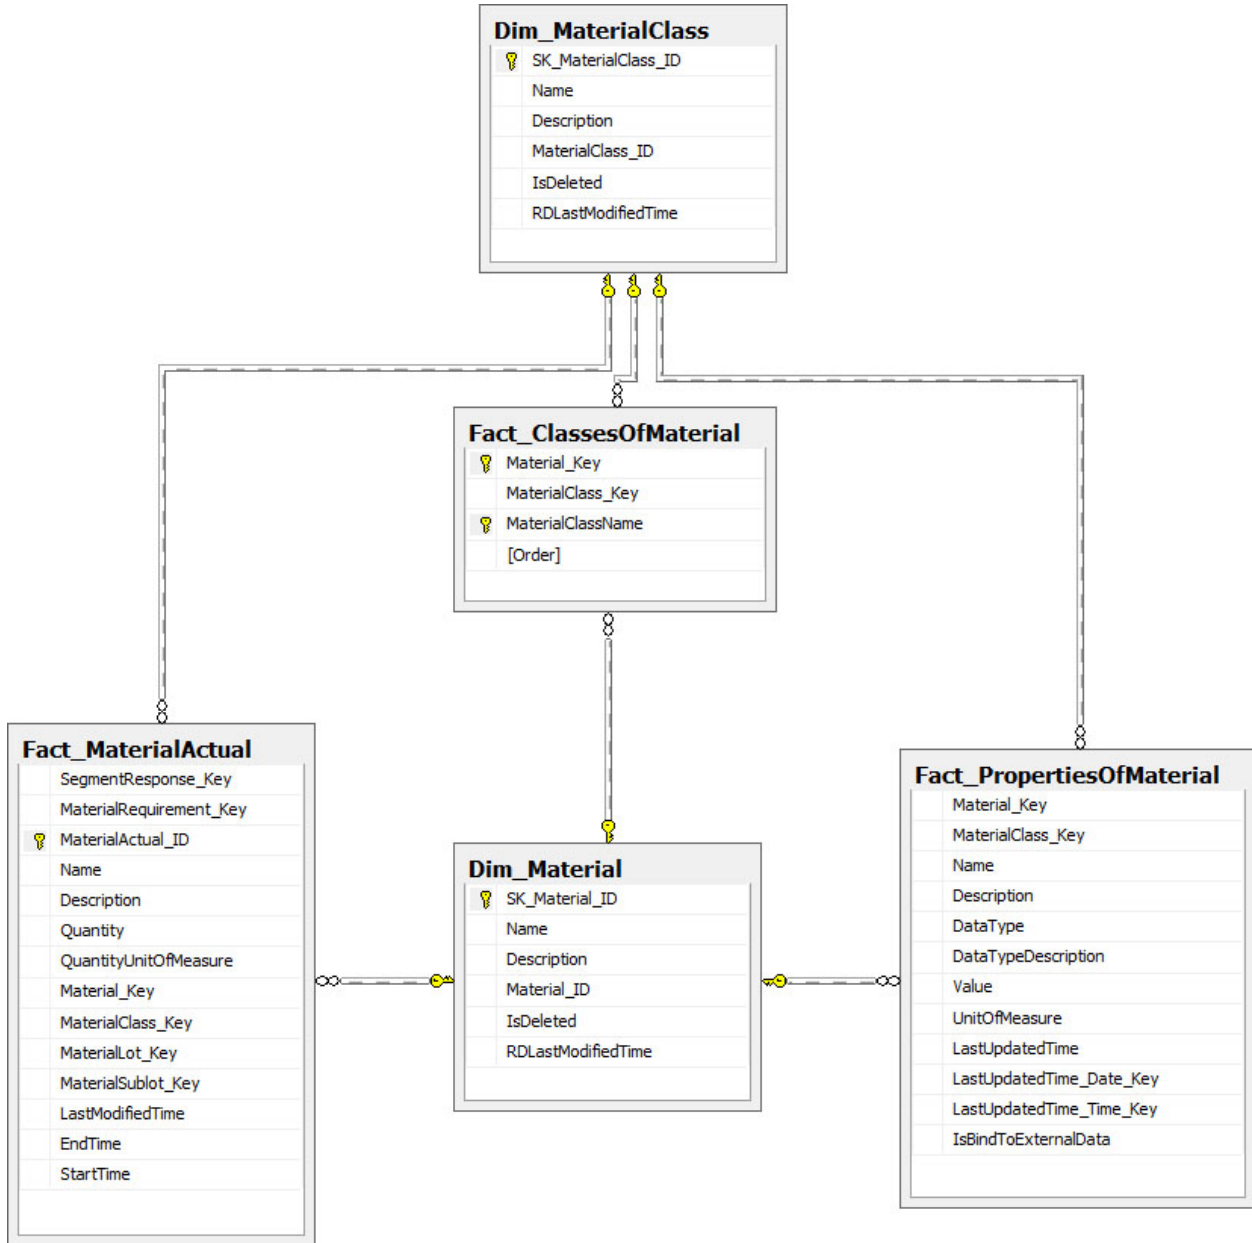 Dim_MaterialClass
SK_MaterialClass_ID
Name
Description
MaterialClass_ID
IsDeleted
RDLastModifiedTime
Fact_ClassesOfMaterial
Material_Key
MaterialClass_Key
MaterialClassName
[Order]
Fact_MaterialActual
SegmentResponse_Key
MaterialRequirement_Key
MaterialActual_ID
Name
Description
Quantity
QuantityUnitOfMeasure
Material_Key
MaterialClass_Key
MaterialLot_Key
MaterialSublot_Key
LastModifiedTime
EndTime
StartTime
Dim_Material
SK_Material_ID
Name
Description
Material_ID
IsDeleted
RDLastModifiedTime
Fact_PropertiesOfMaterial
Material_Key
MaterialClass_Key
Name
Description
DataType
DataTypeDescription
Value
UnitOfMeasure
LastUpdatedTime
LastUpdatedTime_Date_Key
LastUpdatedTime_Time_Key
IsBindToExternalData